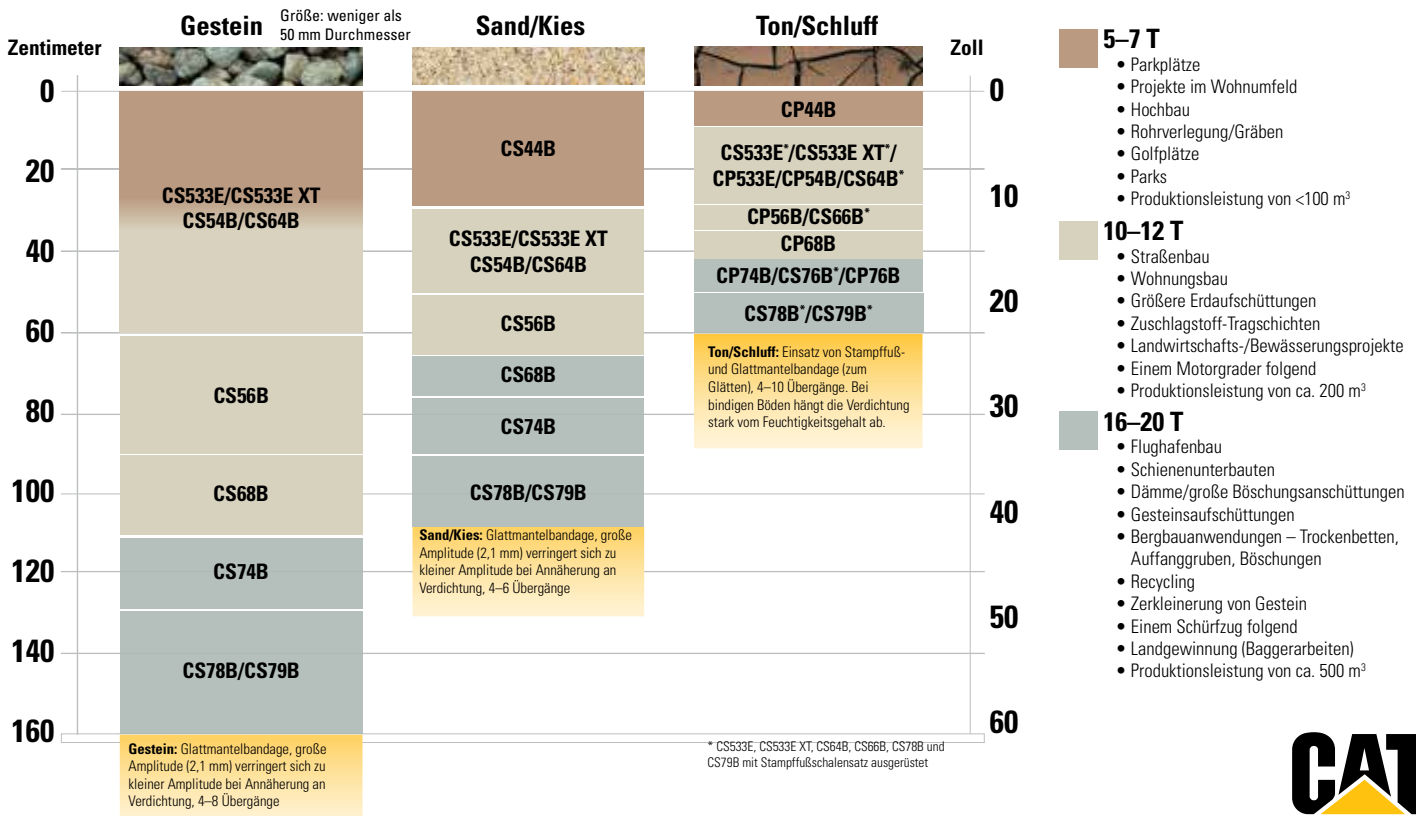 Gestein
Größe: weniger als
50 mm Durchmesser
Sand/Kies
Ton/Schluff
Zentimeter
Zoll
0
20
40
60
80
100
120
140
160
CS533E/CS533E XT
CS54B/CS64B
CS56B
CS68B
CS74B
CS78B/CS79B
Gestein: Glattmantelbandage, große
Amplitude (2,1 mm) verringert sich zu
kleiner Amplitude bei Annäherung an
Verdichtung, 4–8 Übergänge
CS44B
CS533E/CS533E XT
CS54B/CS64B
CS56B
CS68B
CS74B
CS78B/CS79B
Sand/Kies: Glattmantelbandage, große
Amplitude (2,1 mm) verringert sich zu
kleiner Amplitude bei Annäherung an
Verdichtung, 4–6 Übergänge
CP44B
CS533E*/CS533E XT*/
CP533E/CP54B/CS64B*
CP56B/CS66B*
CP68B
CP74B/CS76B*/CP76B
CS78B*/CS79B*
Ton/Schluff: Einsatz von Stampffuß-
und Glattmantelbandage (zum
Glätten), 4–10 Übergänge. Bei
bindigen Böden hängt die Verdichtung
stark vom Feuchtigkeitsgehalt ab.
* CS533E, CS533E XT, CS64B, CS66B, CS78B und
CS79B mit Stampffußschalensatz ausgerüstet
0
10
20
30
40
50
60
5–7 T
• Parkplätze
• Projekte im Wohnumfeld
• Hochbau
• Rohrverlegung/Gräben
• Golfplätze
• Parks
• Produktionsleistung von <100 m³
10–12 T
• Straßenbau
• Wohnungsbau
• Größere Erdaufschüttungen
• Zuschlagstoff-Tragschichten
• Landwirtschafts-/Bewässerungsprojekte
• Einem Motorgrader folgend
• Produktionsleistung von ca. 200 m³
16–20 T
• Flughafenbau
• Schienenunterbauten
• Dämme/große Böschungsanschüttungen
• Gesteinsaufschüttungen
• Bergbauanwendungen – Trockenbetten,
Auffanggruben, Böschungen
• Recycling
• Zerkleinerung von Gestein
• Einem Schürfzug folgend
• Landgewinnung (Baggerarbeiten)
• Produktionsleistung von ca. 500 m³
CAT